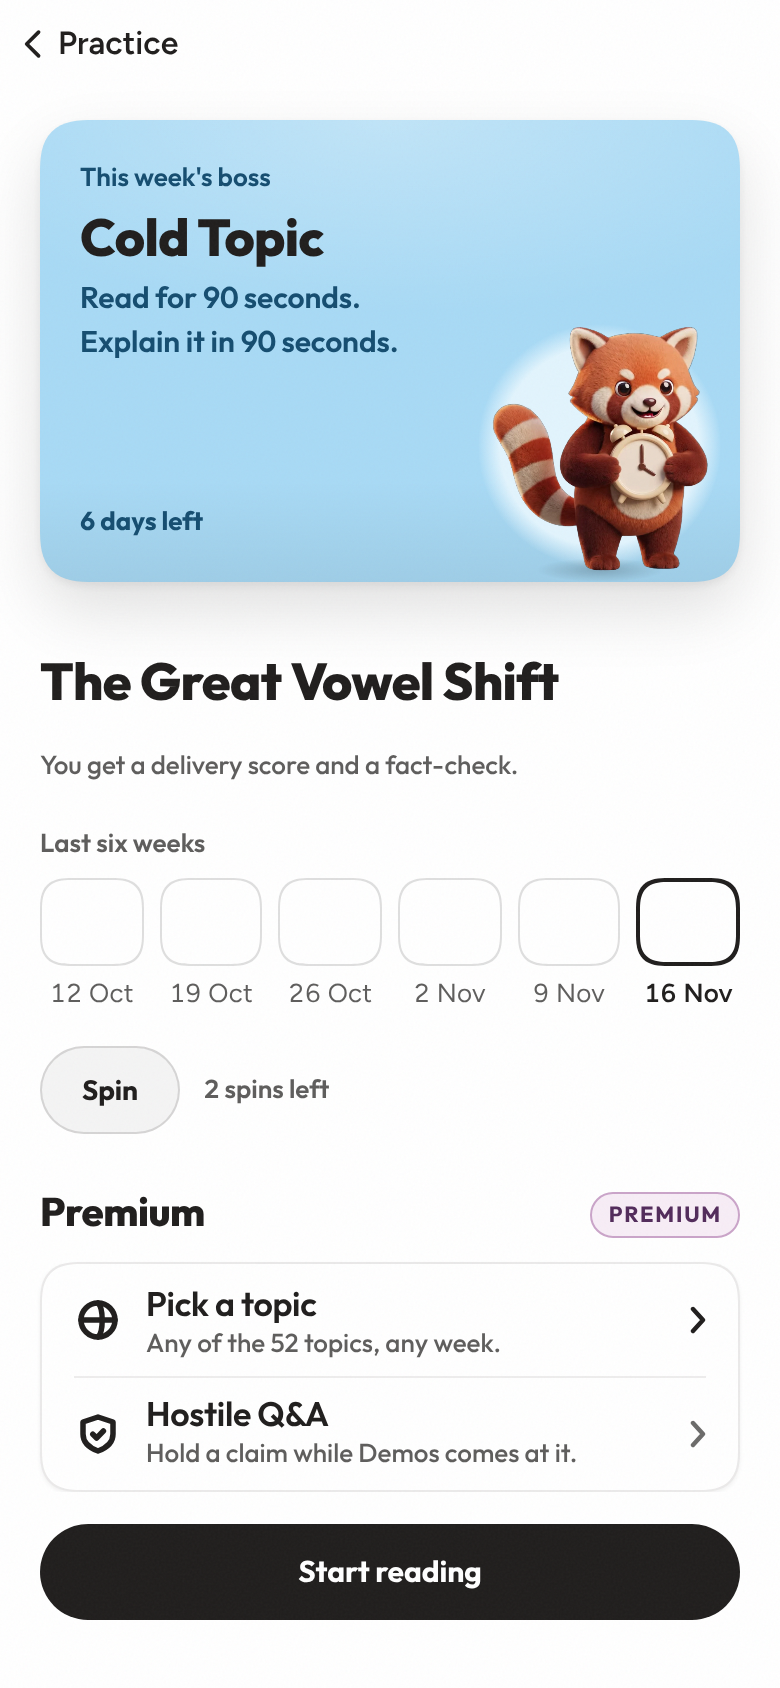 Practice
This week's boss
Cold Topic
Read for 90 seconds.
Explain it in 90 seconds.
6 days left
The Great Vowel Shift
You get a delivery score and a fact-check.
Last six weeks
12 Oct 19 Oct 26 Oct 2 Nov 9 Nov 16 Nov
Spin 2 spins left
Premium PREMIUM
Pick a topic
Any of the 52 topics, any week.
Hostile Q&A
Hold a claim while Demos comes at it.
Start reading